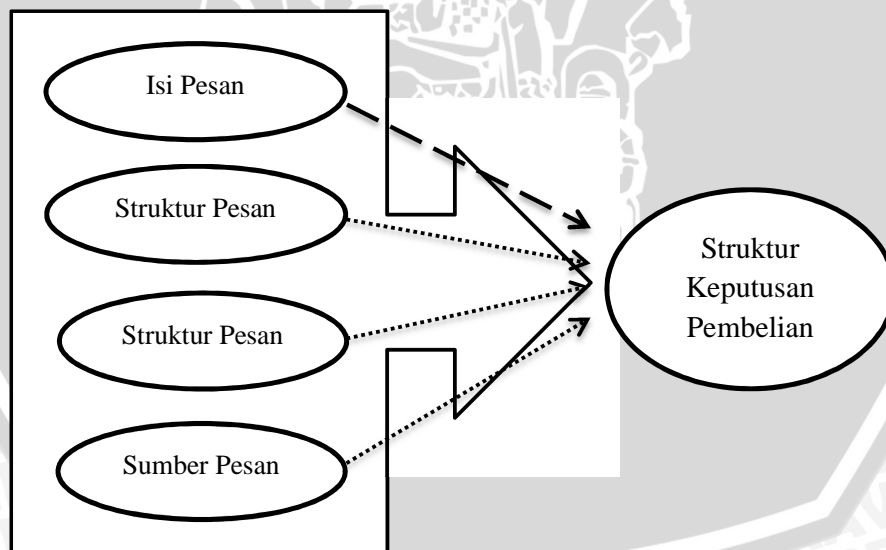 Isi Pesan
Struktur Pesan
Struktur Pesan
Sumber Pesan
Struktur
Keputusan
Pembelian